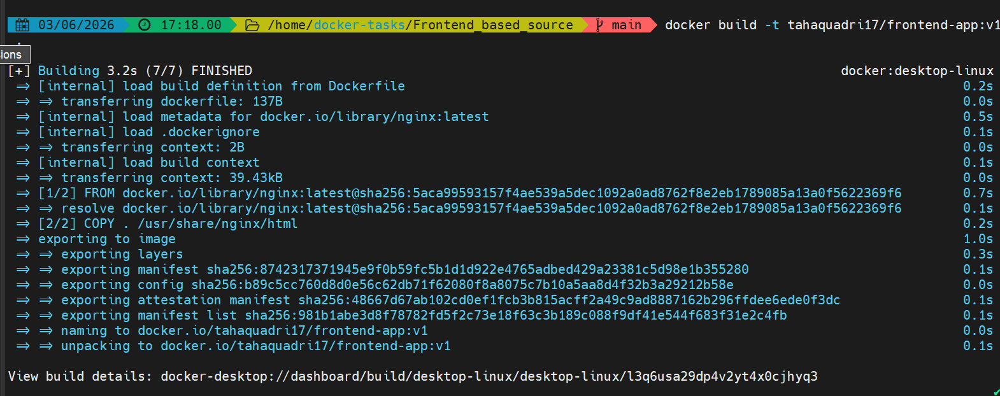 03/06/2026 17:18.00 /home/docker-tasks/Frontend_based_source main docker build -t tahaquadri17/frontend-app:v1
.
ions
[+] Building 3.2s (7/7) FINISHED docker:desktop-linux
=> [internal] load build definition from Dockerfile 0.2s
=> => transferring dockerfile: 137B 0.0s
=> [internal] load metadata for docker.io/library/nginx:latest 0.5s
=> [internal] load .dockerignore 0.1s
=> => transferring context: 2B 0.0s
=> [internal] load build context 0.1s
=> => transferring context: 39.43kB 0.0s
=> [1/2] FROM docker.io/library/nginx:latest@sha256:5aca99593157f4ae539a5dec1092a0ad8762f8e2eb1789085a13a0f5622369f6 0.7s
=> => resolve docker.io/library/nginx:latest@sha256:5aca99593157f4ae539a5dec1092a0ad8762f8e2eb1789085a13a0f5622369f6 0.1s
=> [2/2] COPY . /usr/share/nginx/html 0.2s
=> exporting to image 1.0s
=> => exporting layers 0.3s
=> => exporting manifest sha256:8742317371945e9f0b59fc5b1d1d922e4765adbed429a23381c5d98e1b355280 0.1s
=> => exporting config sha256:b89c5cc760d8d0e56c62db71f62080f8a8075c7b10a5aa8d4f32b3a29212b58e 0.0s
=> => exporting attestation manifest sha256:48667d67ab102cd0ef1fcb3b815acff2a49c9ad8887162b296ffdee6ede0f3dc 0.1s
=> => exporting manifest list sha256:981b1abe3d8f78782fd5f2c73e18f63c3b189c088f9df41e544f683f31e2c4fb 0.1s
=> => naming to docker.io/tahaquadri17/frontend-app:v1 0.0s
=> => unpacking to docker.io/tahaquadri17/frontend-app:v1 0.1s
View build details: docker-desktop://dashboard/build/desktop-linux/desktop-linux/l3q6usa29dp4v2yt4x0cjhyq3